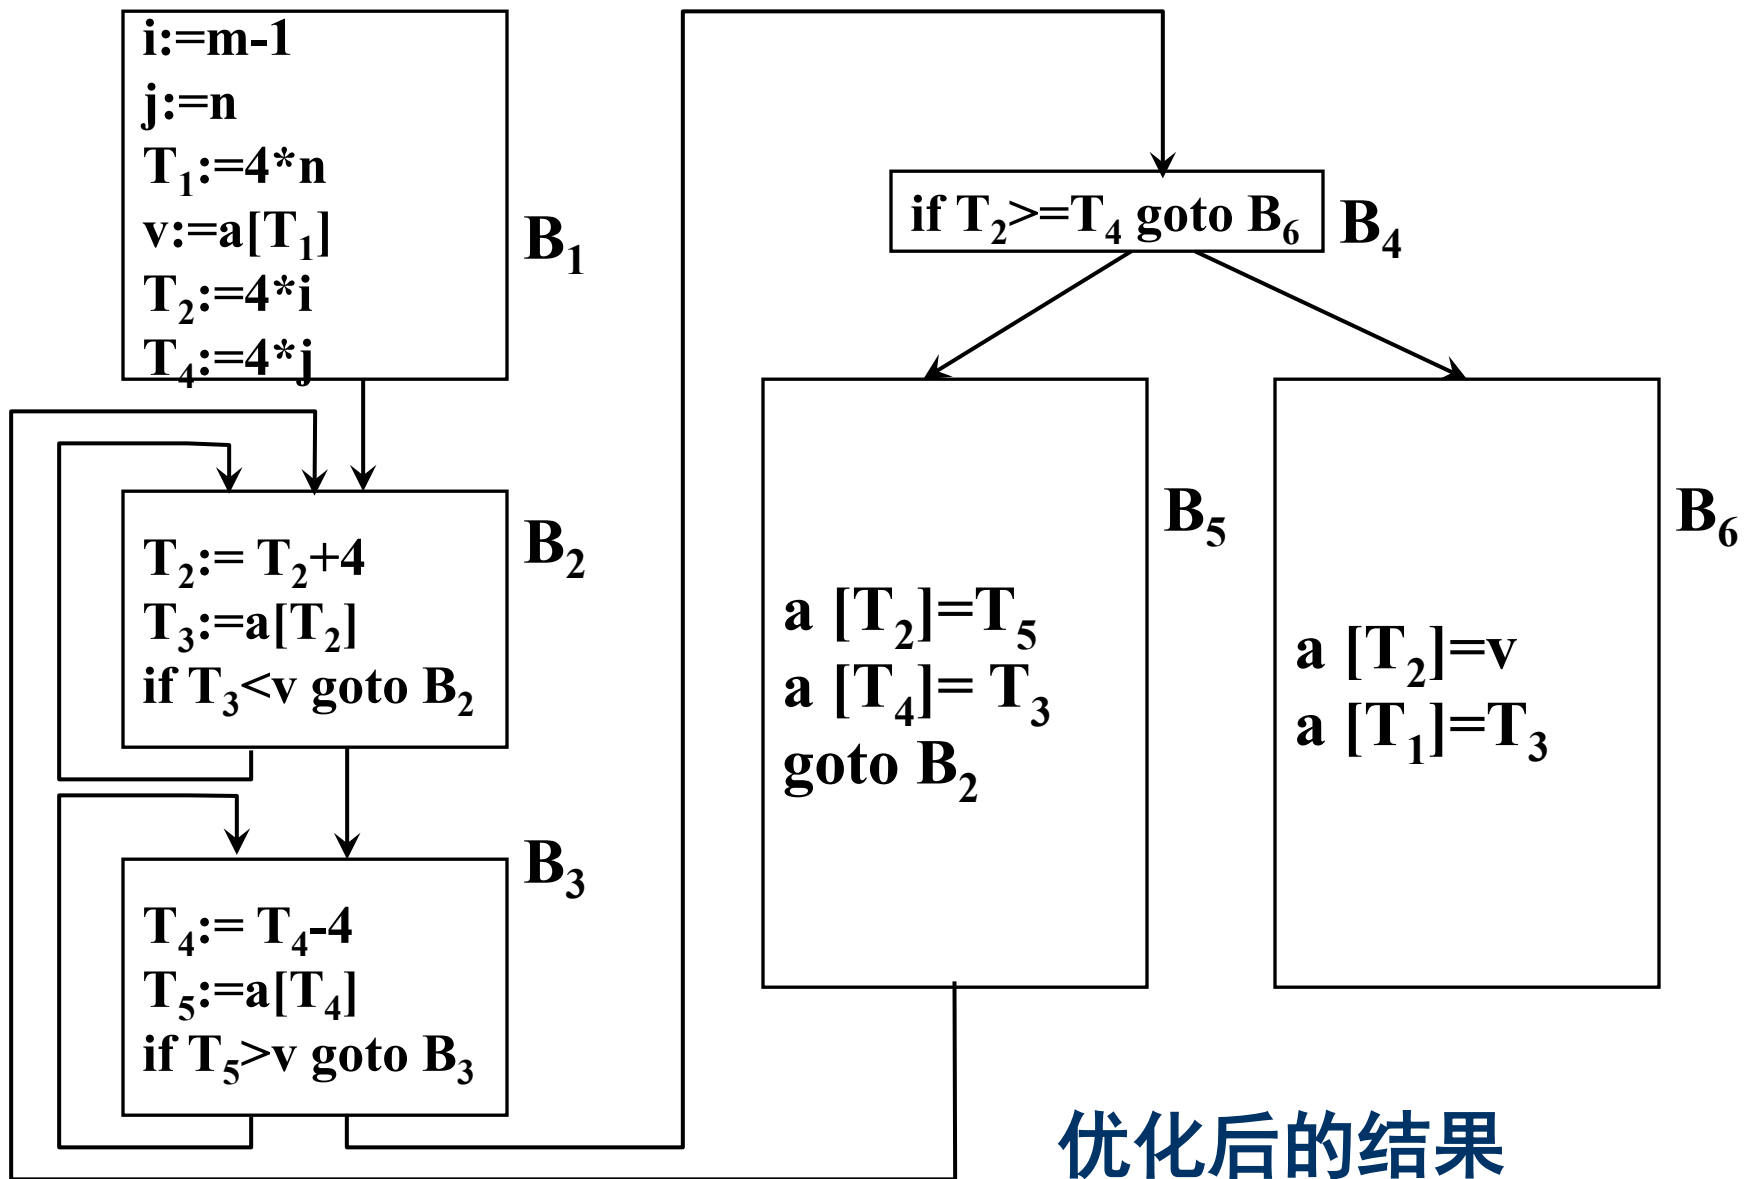 i:=m-1
j:=n
T₁:=4*n
v:=a[T₁]
T₂:=4*i
T₄:=4*j
B₁
T₂:= T₂+4
T₃:=a[T₂]
if T₃<v goto B₂
B₂
T₄:= T₄-4
T₅:=a[T₄]
if T₅>v goto B₃
B₃
if T₂>=T₄ goto B₆
B₄
a [T₂]=T₅
a [T₄]= T₃
goto B₂
B₅
a [T₂]=v
a [T₁]=T₃
B₆
优化后的结果